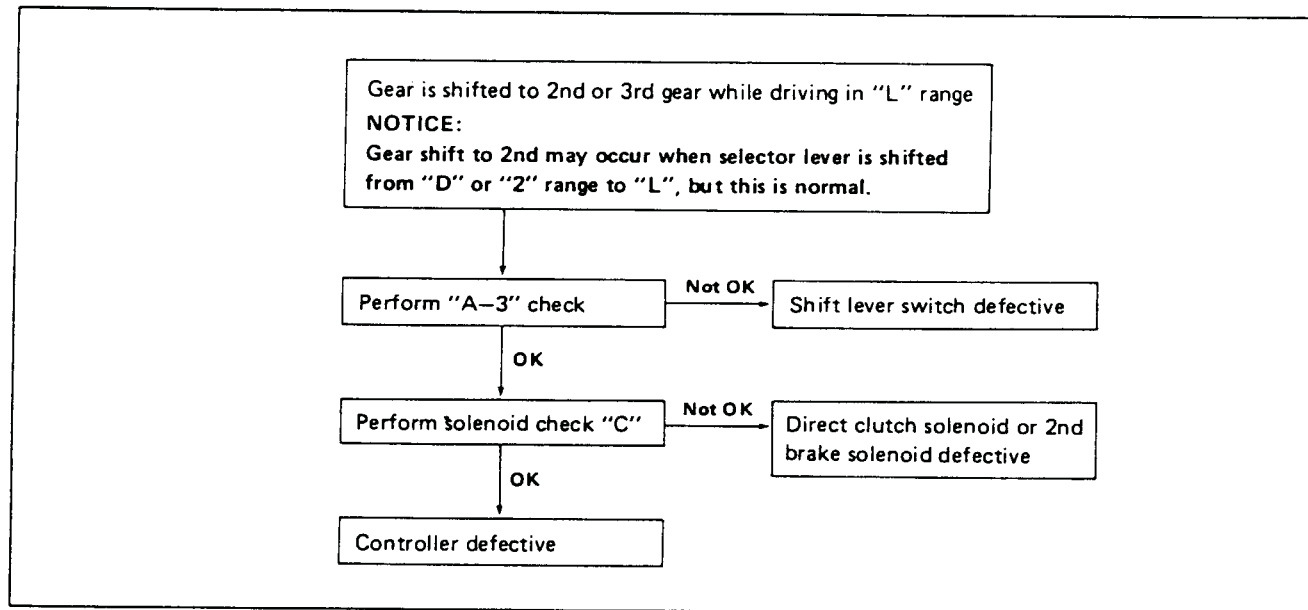 Gear is shifted to 2nd or 3rd gear while driving in "L" range
NOTICE:
Gear shift to 2nd may occur when selector lever is shifted
from "D" or "2" range to "L", but this is normal.
Perform "A–3" check
Not OK
Shift lever switch defective
OK
Perform solenoid check "C"
Not OK
Direct clutch solenoid or 2nd
brake solenoid defective
OK
Controller defective